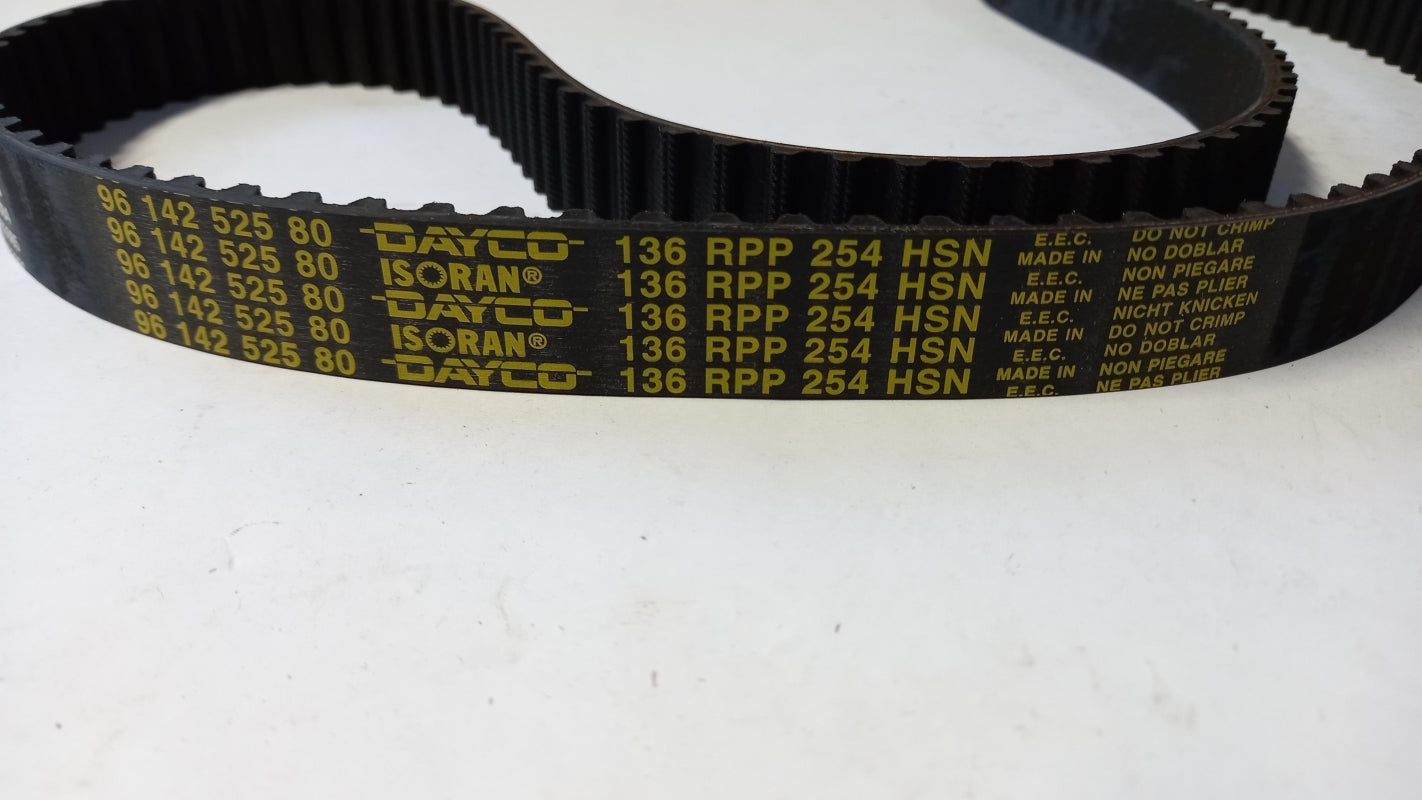 96 142 525 80 DAYCO 136 RPP 254 HSN E.E.C. DO NOT CRIMP
MADE IN NO DOBLAR
96 142 525 80 ISORAN® 136 RPP 254 HSN E.E.C. NON PIEGARE
MADE IN NE PAS PLIER
96 142 525 80 DAYCO 136 RPP 254 HSN E.E.C. NICHT KNICKEN
MADE IN DO NOT CRIMP
96 142 525 80 ISORAN® 136 RPP 254 HSN E.E.C. NO DOBLAR
MADE IN NON PIEGARE
96 142 525 80 DAYCO 136 RPP 254 HSN E.E.C. NE PAS PLIER